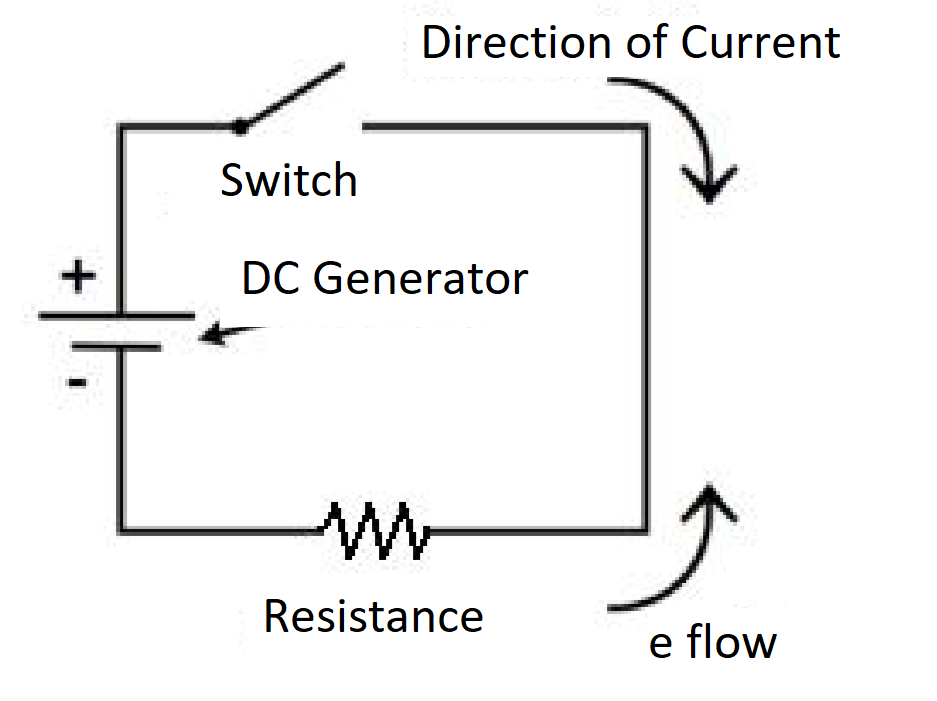 Direction of Current
Switch
+
DC Generator
-
Resistance
e flow